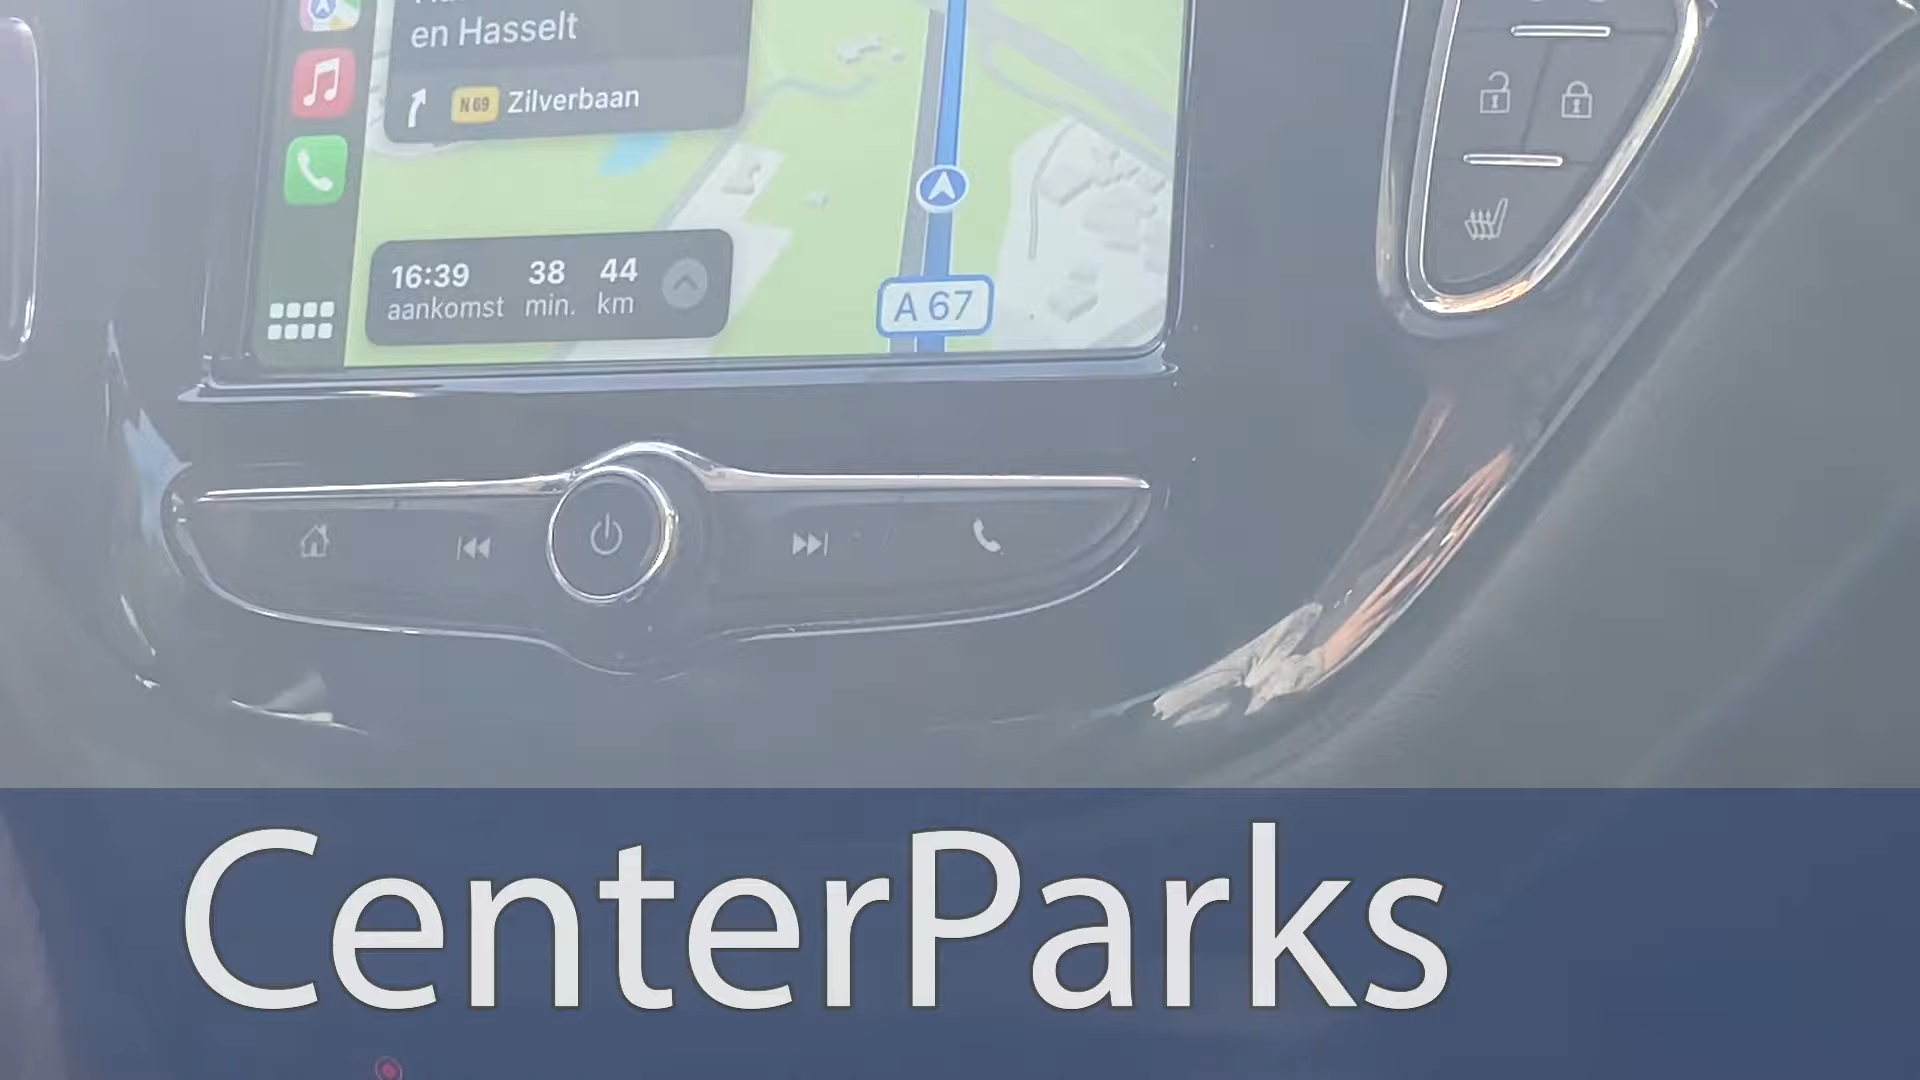 en Hasselt
N69 Zilverbaan
16:39 38 44
aankomst min. km
A 67
CenterParks